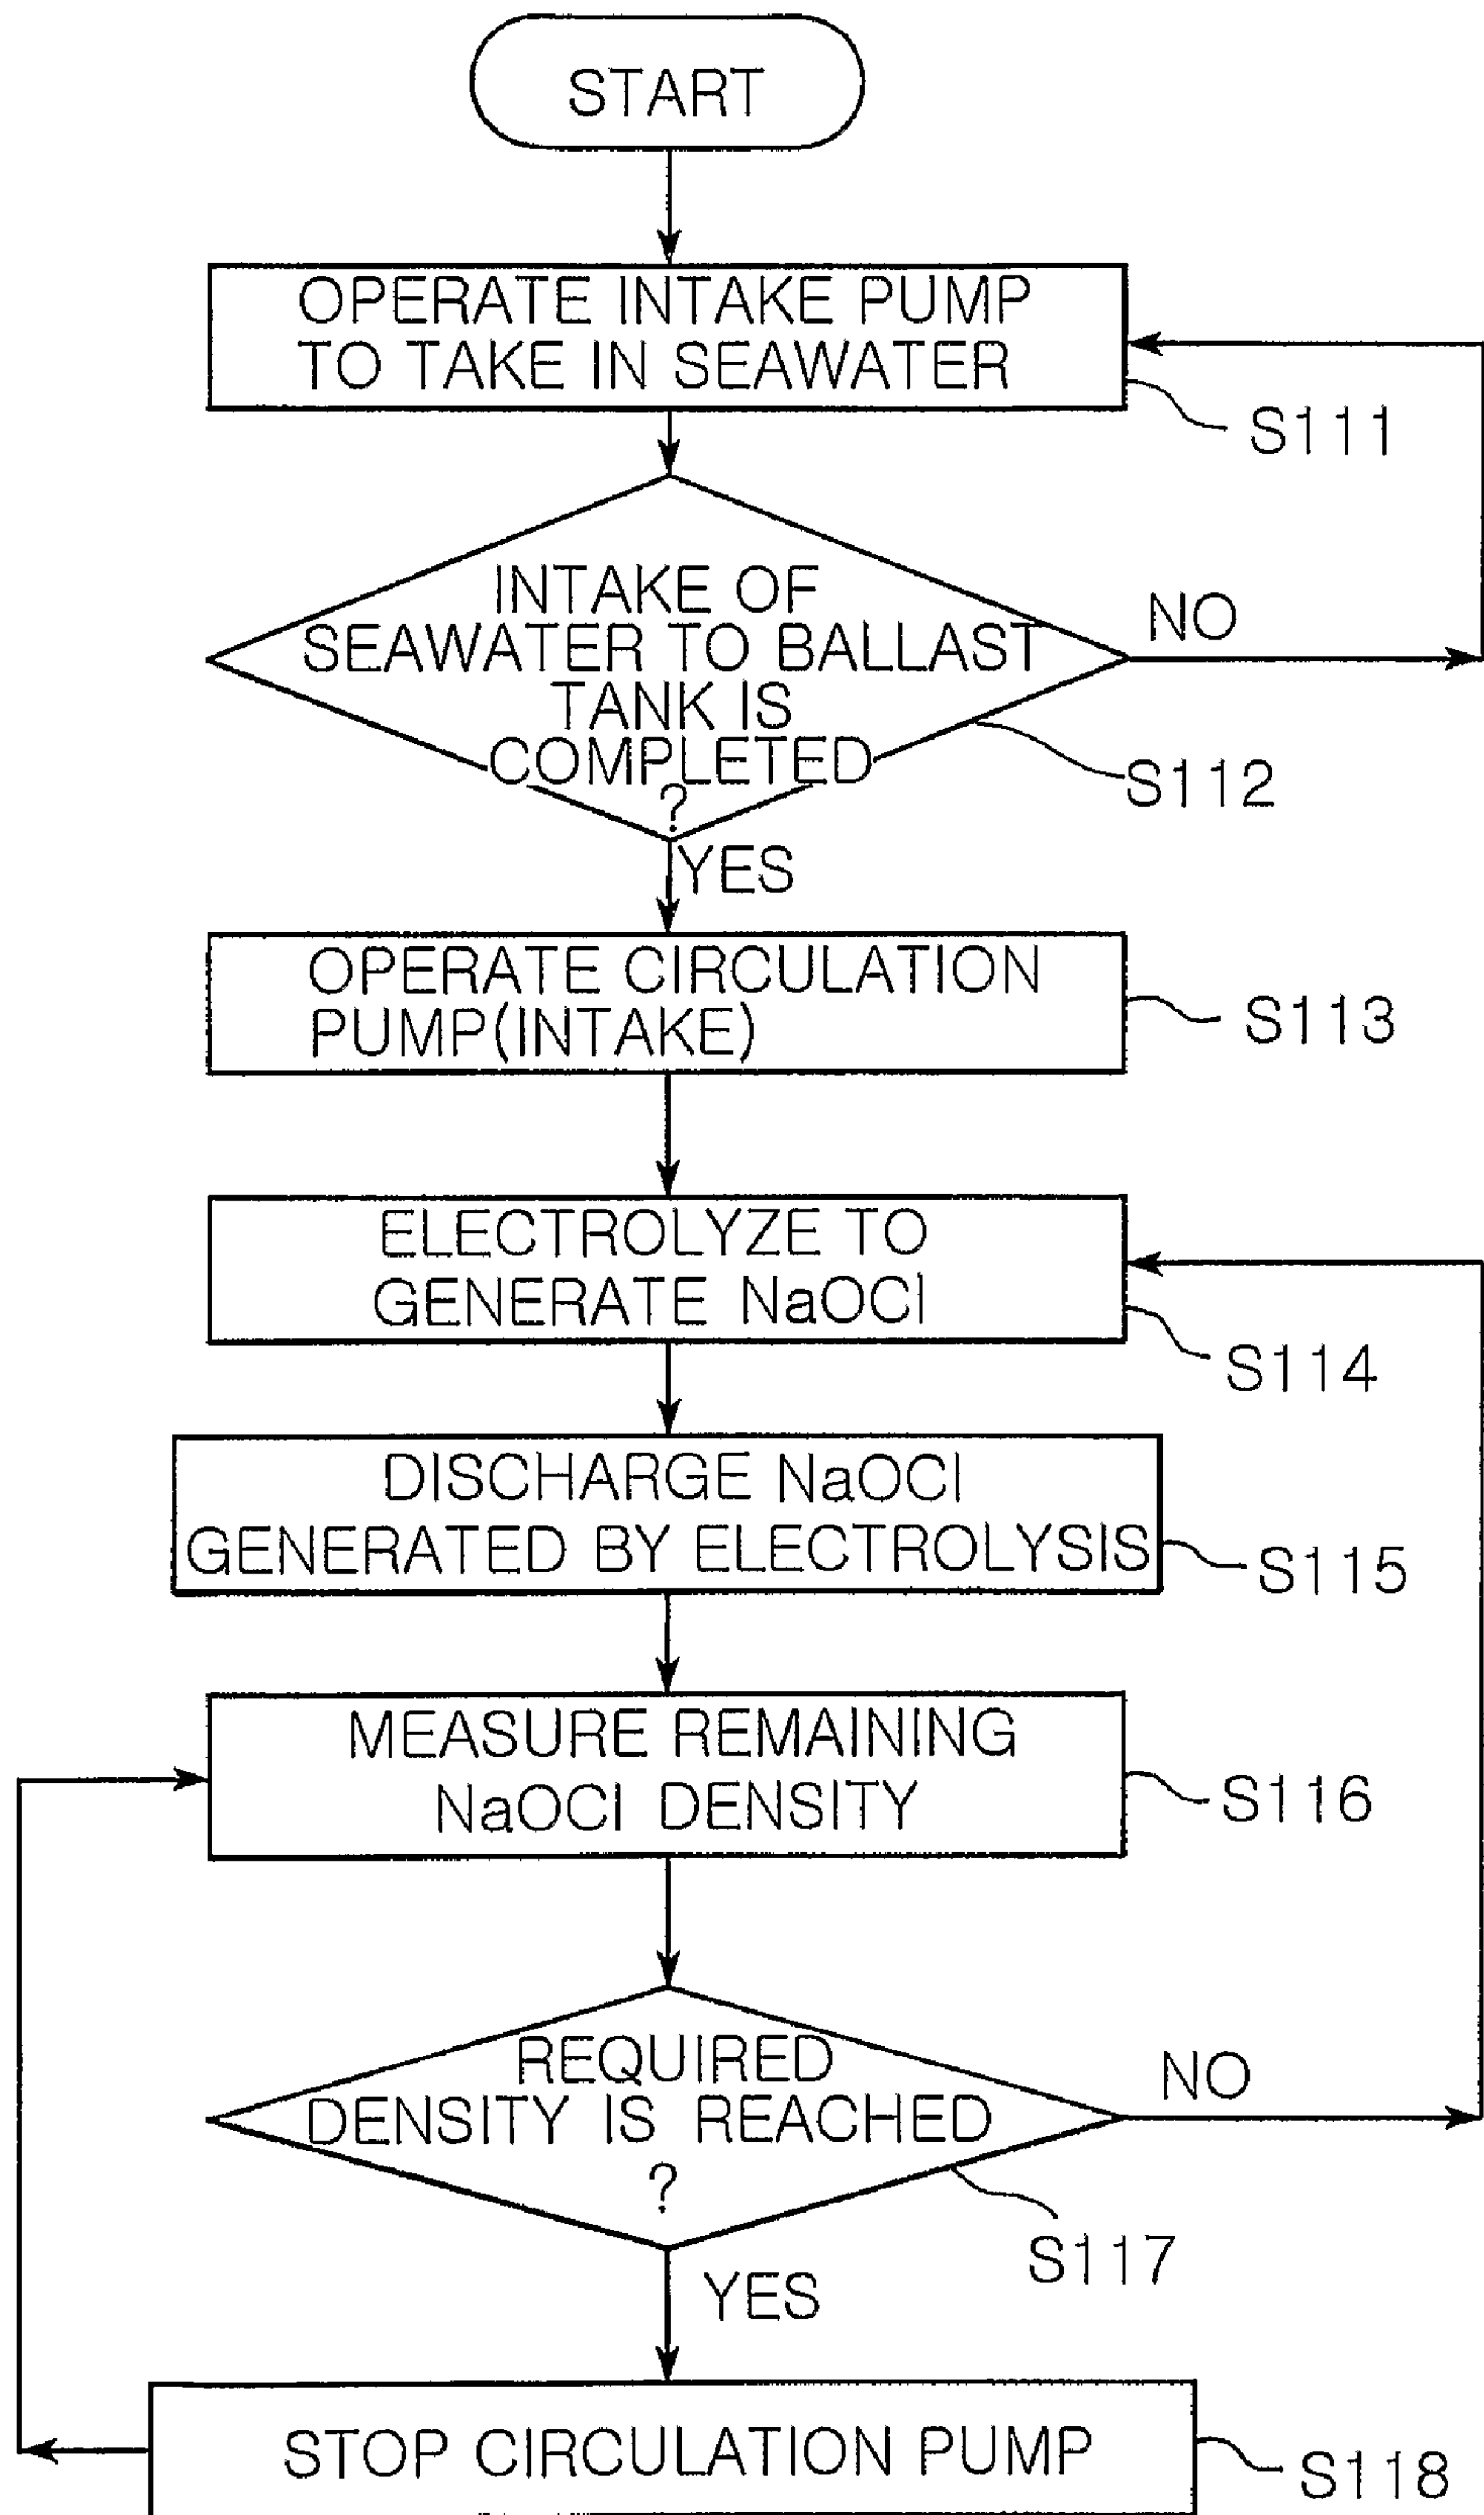 START
OPERATE INTAKE PUMP
TO TAKE IN SEAWATER
S111
INTAKE OF
SEAWATER TO BALLAST
TANK IS
COMPLETED
?
NO
S112
YES
OPERATE CIRCULATION
PUMP(INTAKE)
S113
ELECTROLYZE TO
GENERATE NaOCl
S114
DISCHARGE NaOCl
GENERATED BY ELECTROLYSIS
S115
MEASURE REMAINING
NaOCl DENSITY
S116
REQUIRED
DENSITY IS REACHED
?
NO
S117
YES
STOP CIRCULATION PUMP
S118